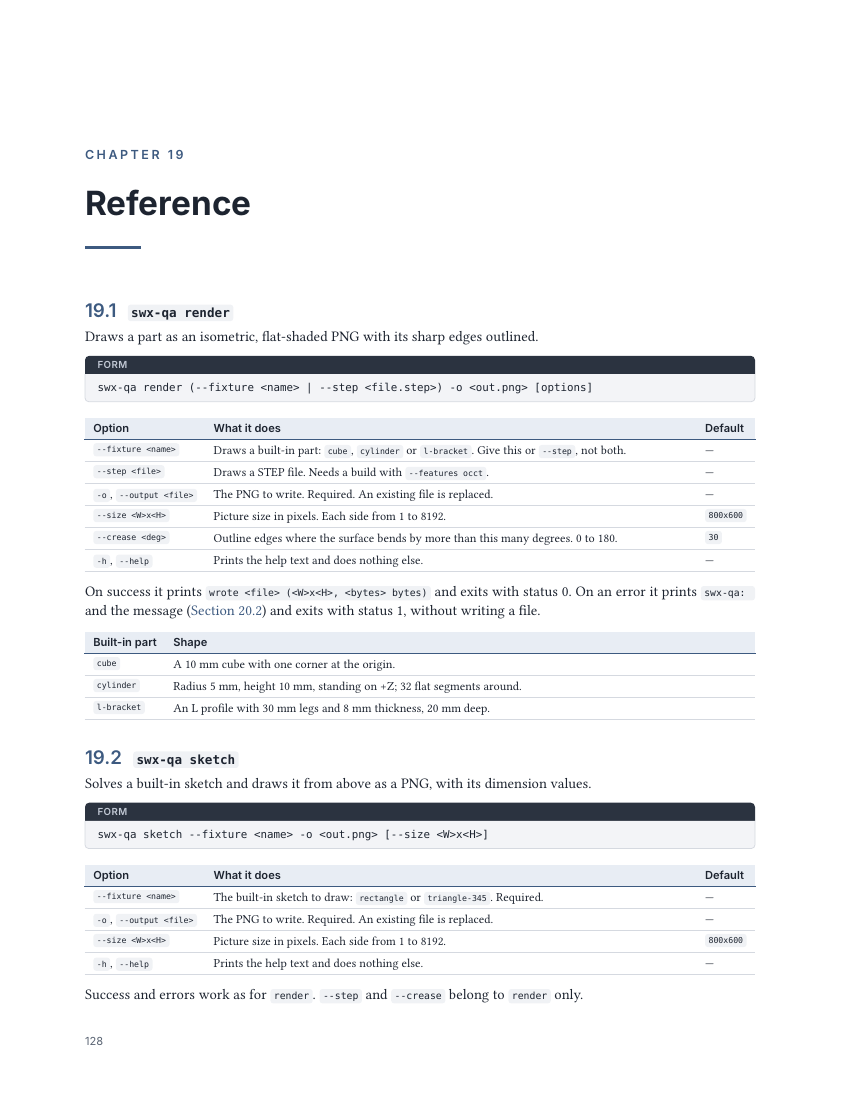 CHAPTER 19
Reference
19.1 swx-qa render
Draws a part as an isometric, flat-shaded PNG with its sharp edges outlined.
FORM
swx-qa render (--fixture <name> | --step <file.step>) -o <out.png> [options]
Option What it does Default
--fixture <name> Draws a built-in part: cube, cylinder or l-bracket. Give this or --step, not both. —
--step <file> Draws a STEP file. Needs a build with --features occt. —
-o, --output <file> The PNG to write. Required. An existing file is replaced. —
--size <W>x<H> Picture size in pixels. Each side from 1 to 8192. 800x600
--crease <deg> Outline edges where the surface bends by more than this many degrees. 0 to 180. 30
-h, --help Prints the help text and does nothing else. —
On success it prints wrote <file> (<W>x<H>, <bytes> bytes) and exits with status 0. On an error it prints swx-qa:
and the message (Section 20.2) and exits with status 1, without writing a file.
Built-in part Shape
cube A 10 mm cube with one corner at the origin.
cylinder Radius 5 mm, height 10 mm, standing on +Z; 32 flat segments around.
l-bracket An L profile with 30 mm legs and 8 mm thickness, 20 mm deep.
19.2 swx-qa sketch
Solves a built-in sketch and draws it from above as a PNG, with its dimension values.
FORM
swx-qa sketch --fixture <name> -o <out.png> [--size <W>x<H>]
Option What it does Default
--fixture <name> The built-in sketch to draw: rectangle or triangle-345. Required. —
-o, --output <file> The PNG to write. Required. An existing file is replaced. —
--size <W>x<H> Picture size in pixels. Each side from 1 to 8192. 800x600
-h, --help Prints the help text and does nothing else. —
Success and errors work as for render. --step and --crease belong to render only.
128